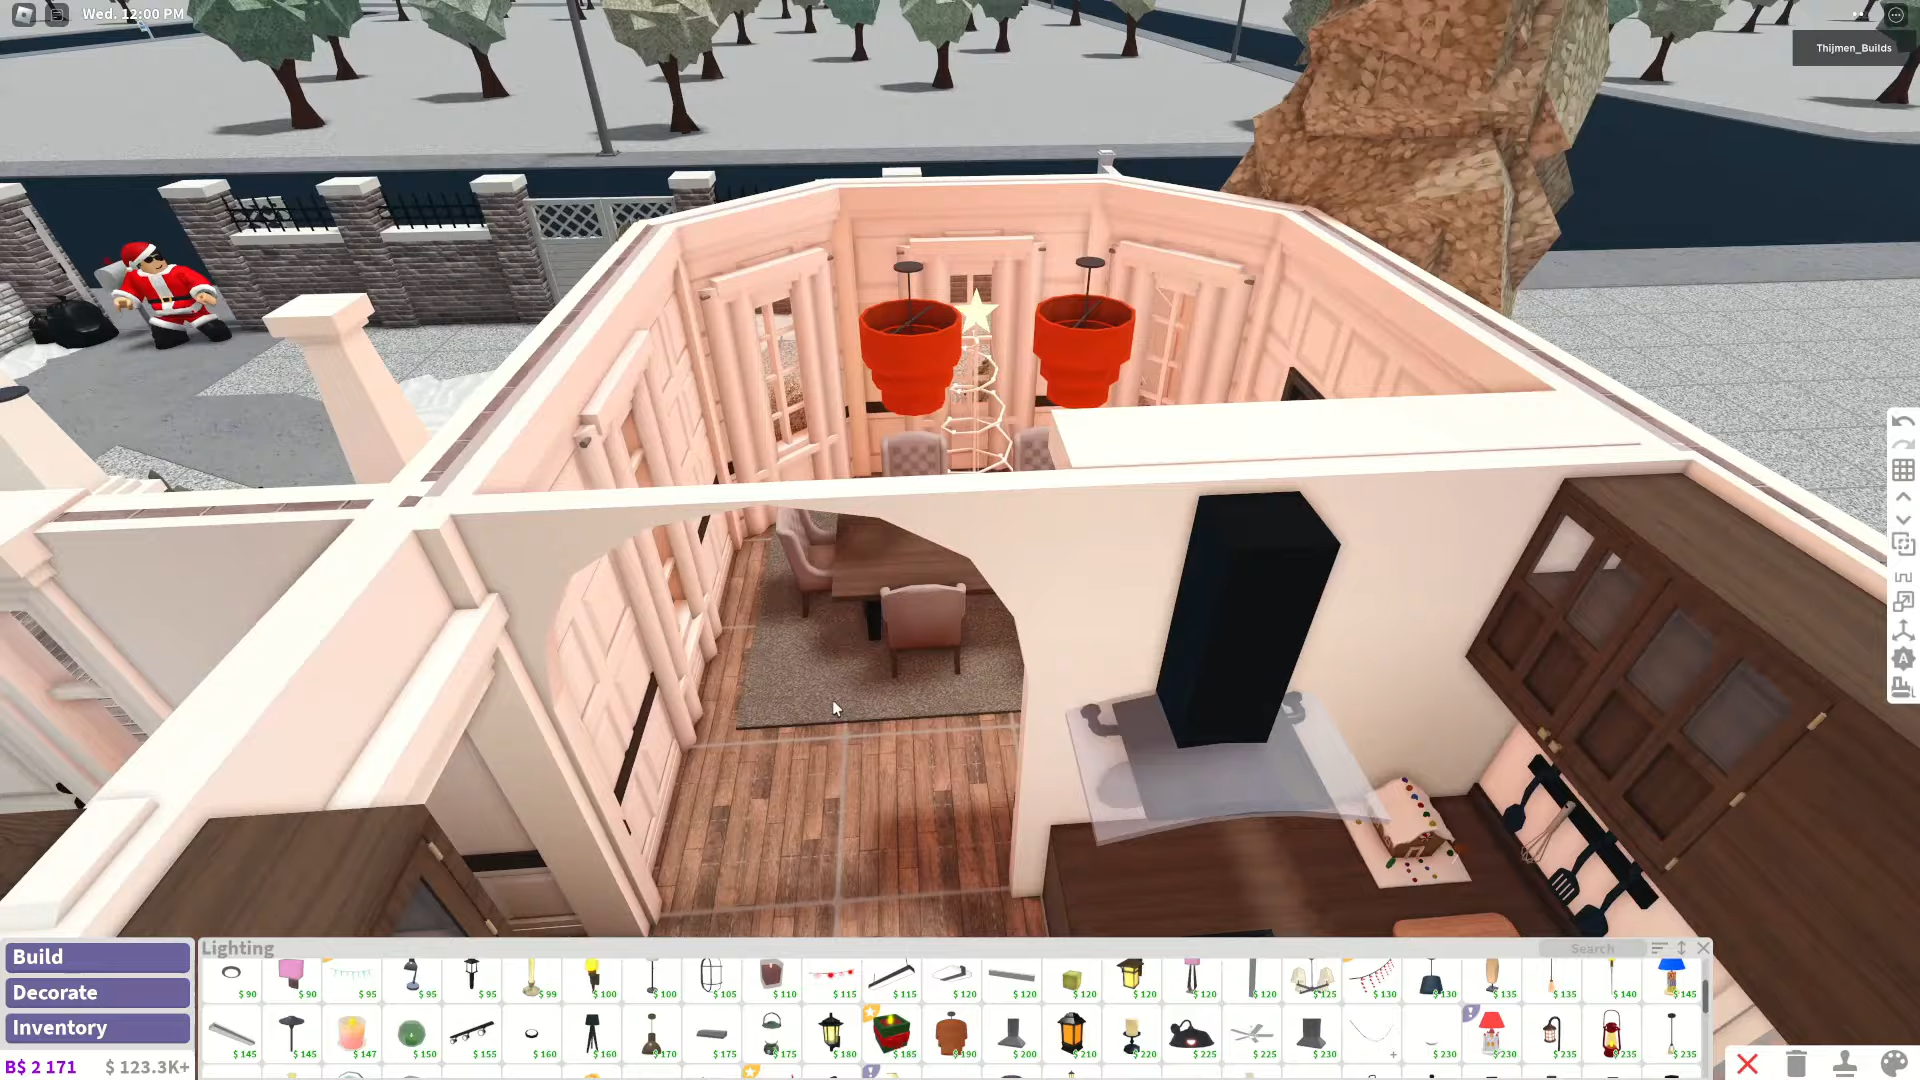 Wed. 12:00 PM
Thijmen_Builds
Build
Decorate
Inventory
B$ 2 171 $ 123.3K+
Lighting
Search
$ 90 $ 90 $ 95 $ 95 $ 95 $ 99 $ 100 $ 100 $ 105 $ 110 $ 115 $ 115 $ 120 $ 120 $ 120 $ 120 $ 120 $ 120 $ 125 $ 130 $ 130 $ 135 $ 135 $ 140 $ 145
$ 145 $ 145 $ 147 $ 150 $ 155 $ 160 $ 160 $ 170 $ 175 $ 175 $ 180 $ 185 $ 190 $ 200 $ 210 $ 220 $ 225 $ 225 $ 230 + $ 230 $ 230 $ 235 $ 235 $ 235